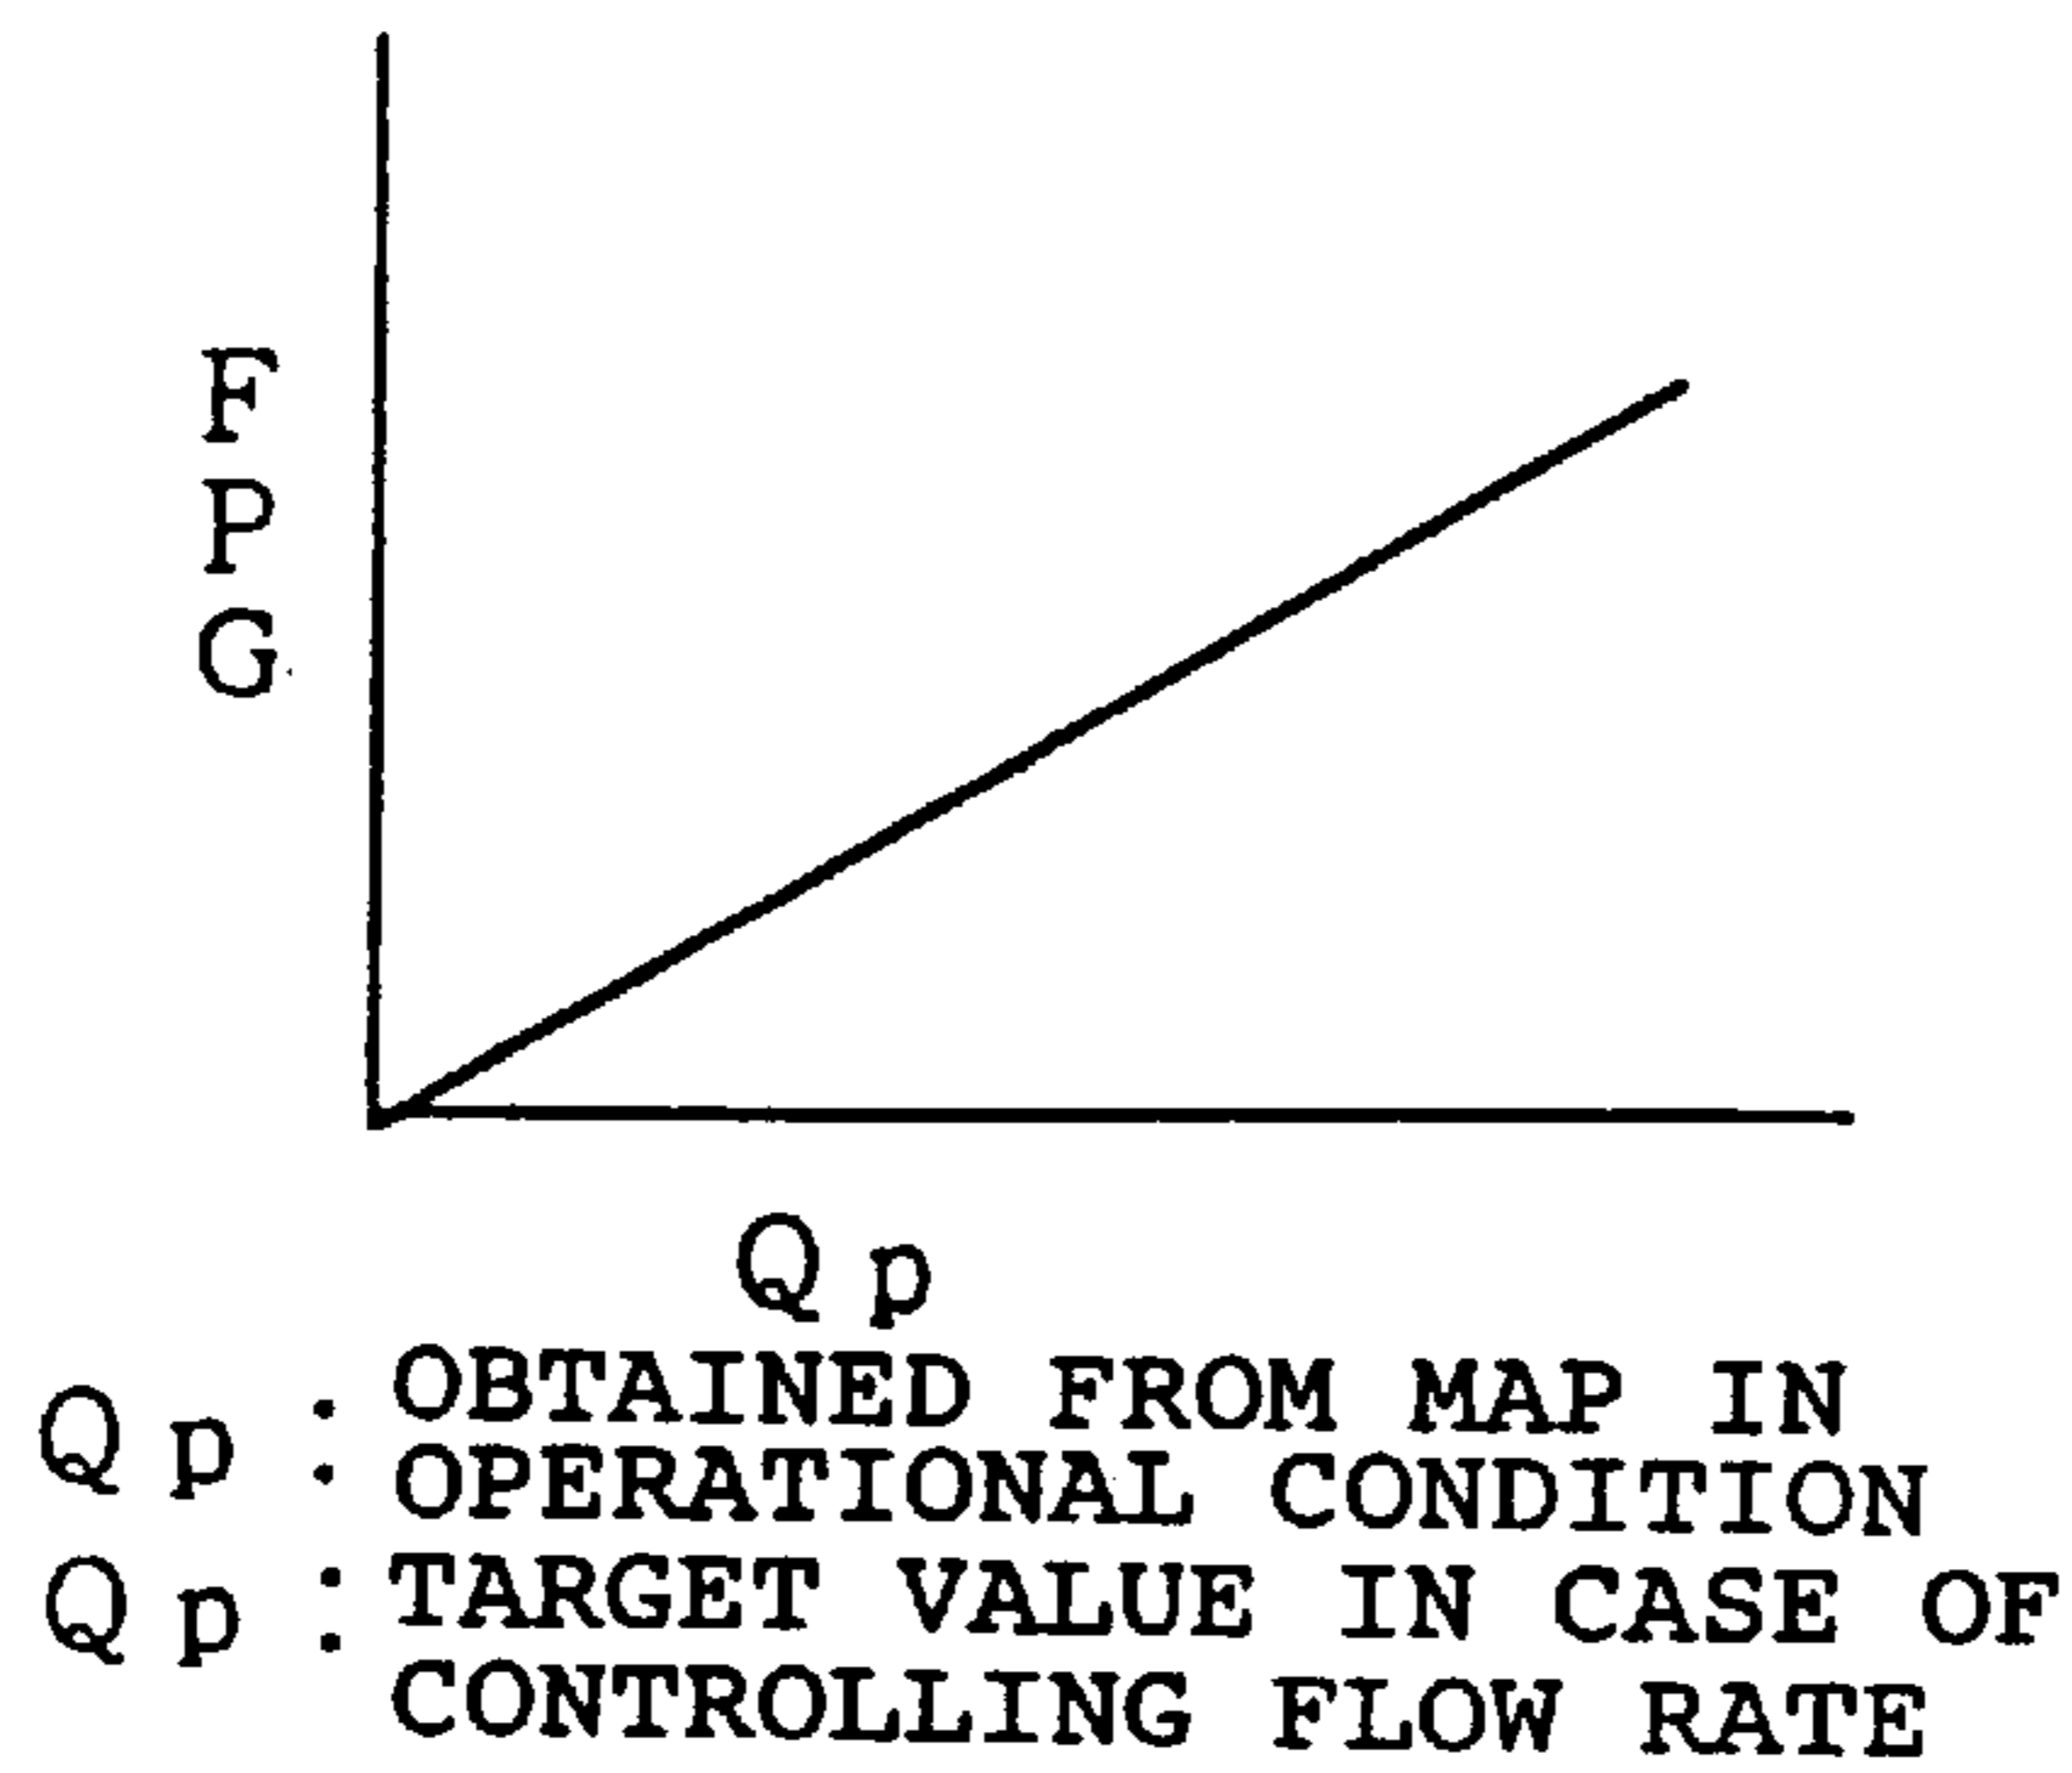 F
P
G
Q p
Q p : OBTAINED FROM MAP IN
OPERATIONAL CONDITION
Q p : TARGET VALUE IN CASE OF
CONTROLLING FLOW RATE